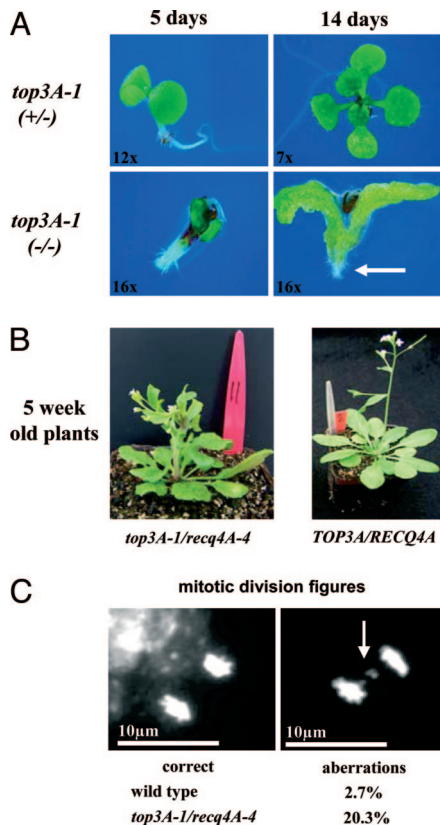 A
5 days
14 days
top3A-1
(+/-)
12x
7x
top3A-1
(-/-)
16x
16x
B
5 week
old plants
top3A-1/recq4A-4
TOP3A/RECQ4A
C
mitotic division figures
10µm
10µm
correct
aberrations
wild type
2.7%
top3A-1/recq4A-4
20.3%